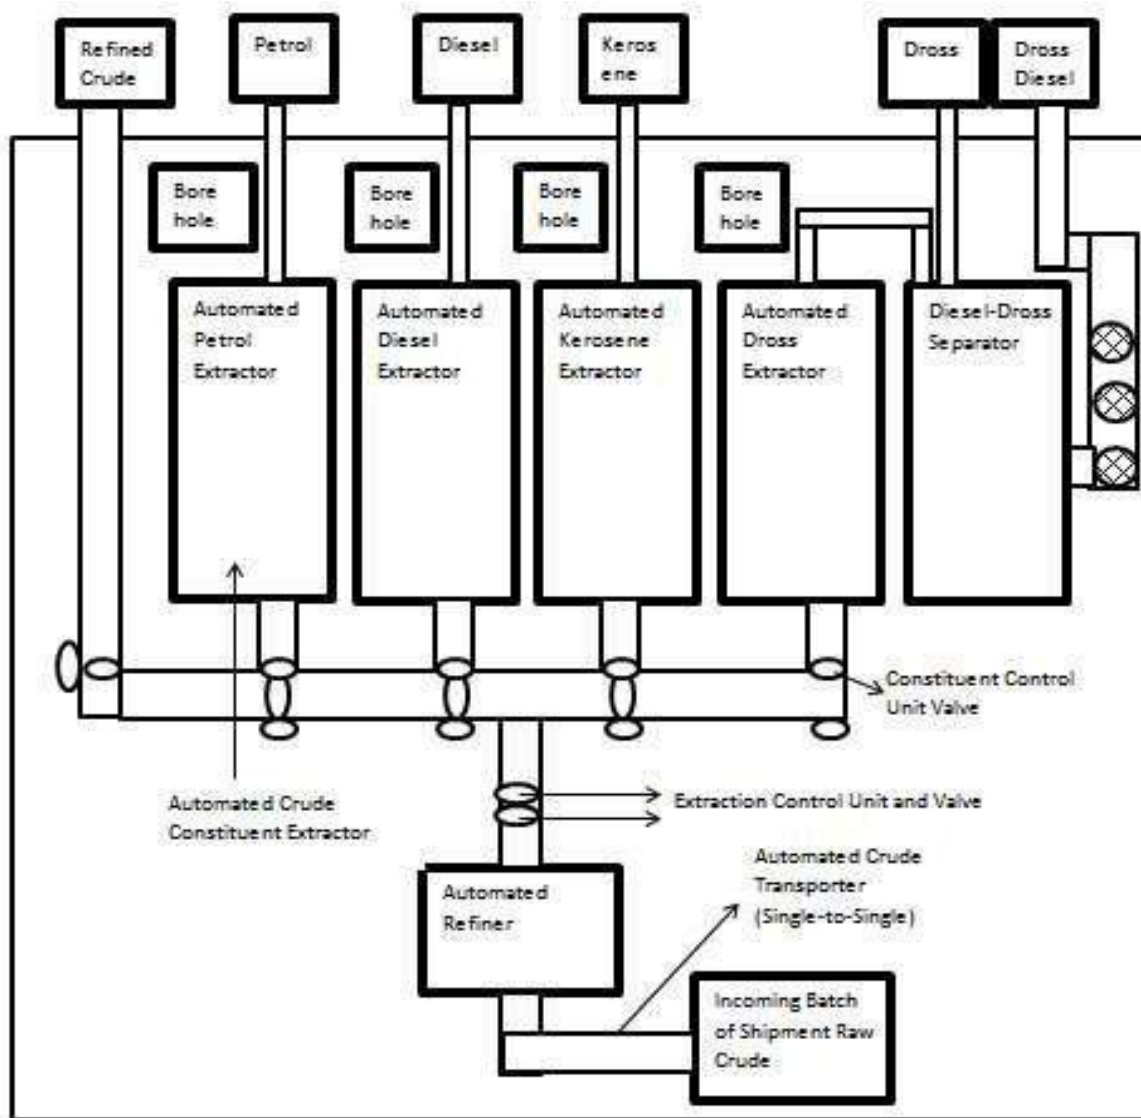 Refined
Crude
Petrol
Diesel
Keros
ene
Dross
Dross
Diesel
Bore
hole
Bore
hole
Bore
hole
Bore
hole
Automated
Petrol
Extractor
Automated
Diesel
Extractor
Automated
Kerosene
Extractor
Automated
Dross
Extractor
Diesel-Dross
Separator
Constituent Control
Unit Valve
Automated Crude
Constituent Extractor
Extraction Control Unit and Valve
Automated Crude
Transporter
(Single-to-Single)
Automated
Refiner
Incoming Batch
of Shipment Raw
Crude